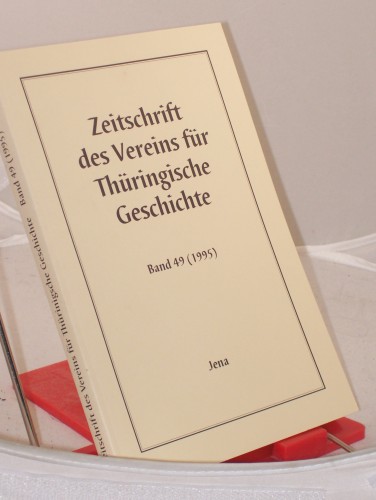 Zeitschrift
des Vereins für
Thüringische
Geschichte
Band 49 (1995)
Jena
Zeitschrift des Vereins für Thüringische Geschichte Band 49 (1995)